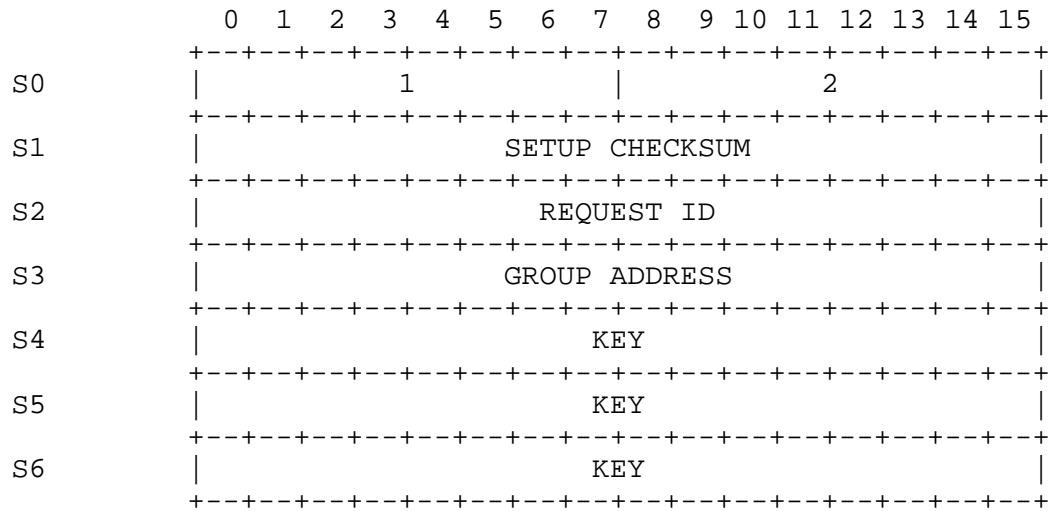 0 1 2 3 4 5 6 7 8 9 10 11 12 13 14 15
+--+--+--+--+--+--+--+--+--+--+--+--+--+--+--+--+
S0 | 1 | 2 |
+--+--+--+--+--+--+--+--+--+--+--+--+--+--+--+--+
S1 | SETUP CHECKSUM |
+--+--+--+--+--+--+--+--+--+--+--+--+--+--+--+--+
S2 | REQUEST ID |
+--+--+--+--+--+--+--+--+--+--+--+--+--+--+--+--+
S3 | GROUP ADDRESS |
+--+--+--+--+--+--+--+--+--+--+--+--+--+--+--+--+
S4 | KEY |
+--+--+--+--+--+--+--+--+--+--+--+--+--+--+--+--+
S5 | KEY |
+--+--+--+--+--+--+--+--+--+--+--+--+--+--+--+--+
S6 | KEY |
+--+--+--+--+--+--+--+--+--+--+--+--+--+--+--+--+